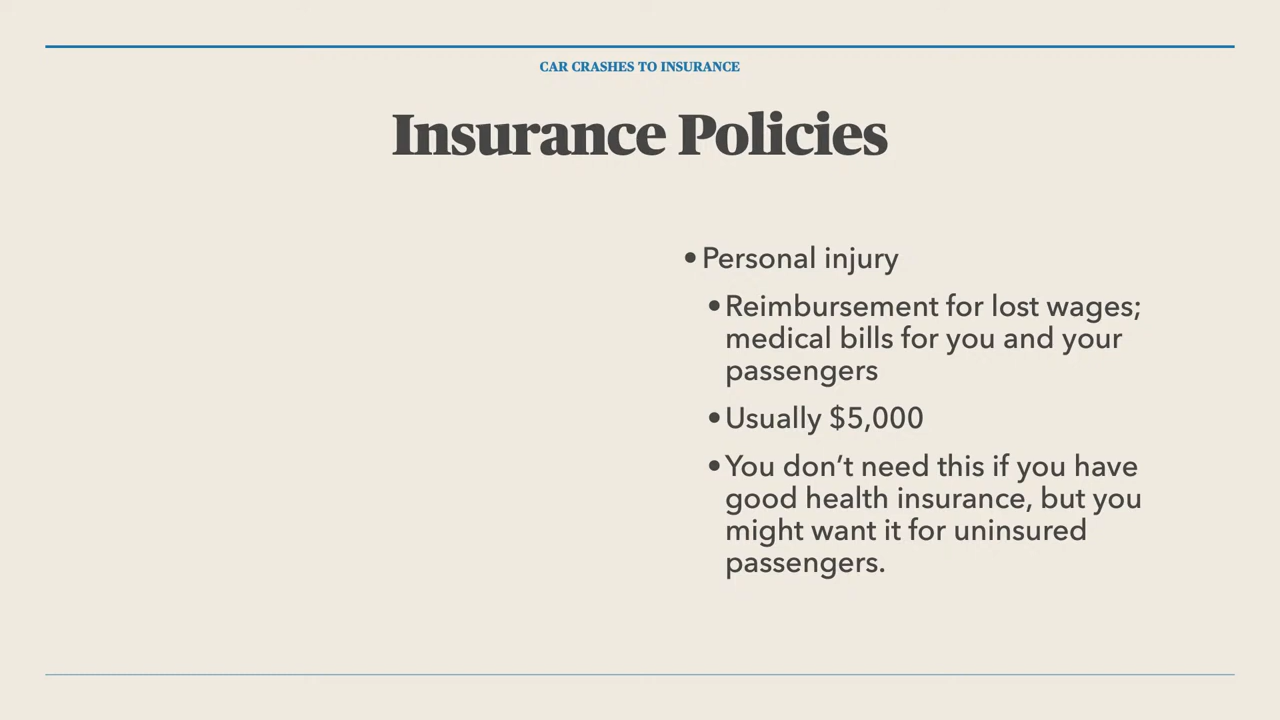 CAR CRASHES TO INSURANCE
Insurance Policies
• Personal injury
• Reimbursement for lost wages;
medical bills for you and your
passengers
• Usually $5,000
• You don’t need this if you have
good health insurance, but you
might want it for uninsured
passengers.